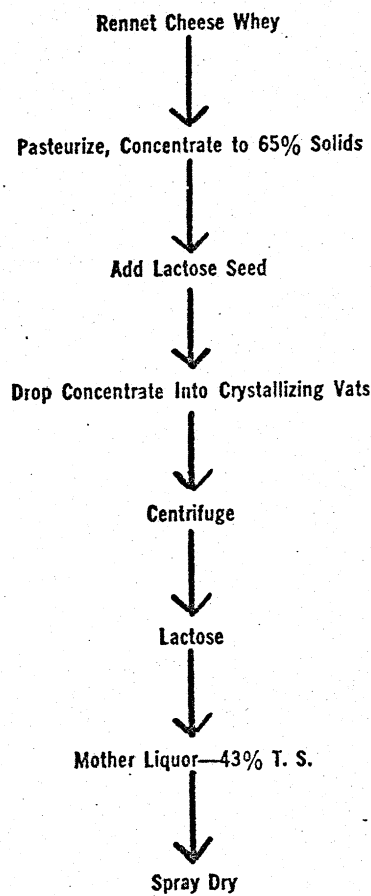 Rennet Cheese Whey
Pasteurize, Concentrate to 65% Solids
Add Lactose Seed
Drop Concentrate Into Crystallizing Vats
Centrifuge
Lactose
Mother Liquor—43% T. S.
Spray Dry